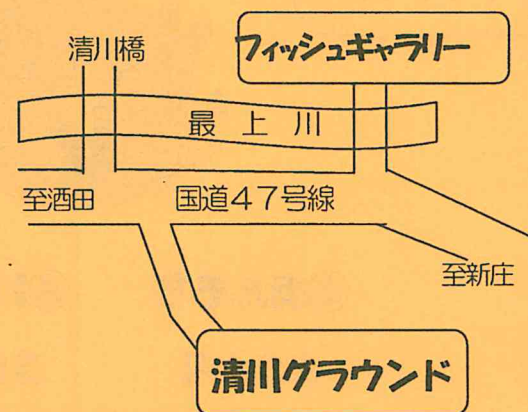 清川橋
フィッシュギャラリー
最上川
至酒田
国道47号線
至新庄
清川グラウンド